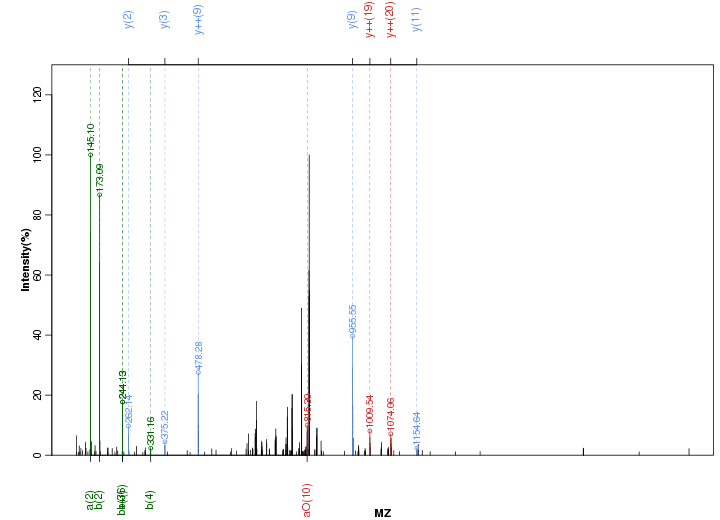 y(2)
y(3)
y++(9)
y(9)
y++(19)
y++(20)
y(11)
Intensity(%)
120
100
80
60
40
20
0
145.10
173.09
244.13
262.14
331.16
375.22
478.28
955.55
1009.54
1074.06
1154.64
a(2)
b(2)
b(4)
aO(10)
MZ